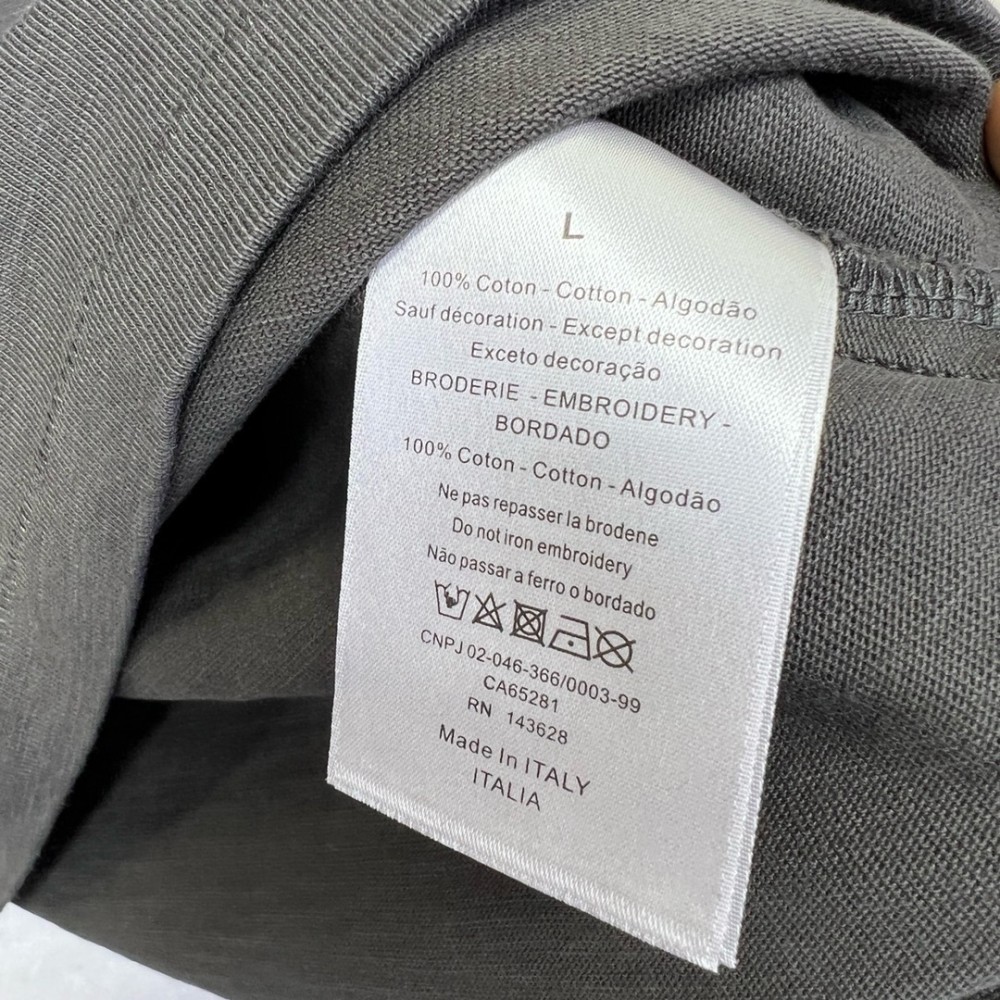 L
100% Coton - Cotton - Algodão
Sauf décoration - Except decoration
Exceto decoração
BRODERIE - EMBROIDERY -
BORDADO
100% Coton - Cotton - Algodão
Ne pas repasser la brodene
Do not iron embroidery
Não passar a ferro o bordado
CNPJ 02-046-366/0003-99
CA65281
RN 143628
Made In ITALY
ITALIA